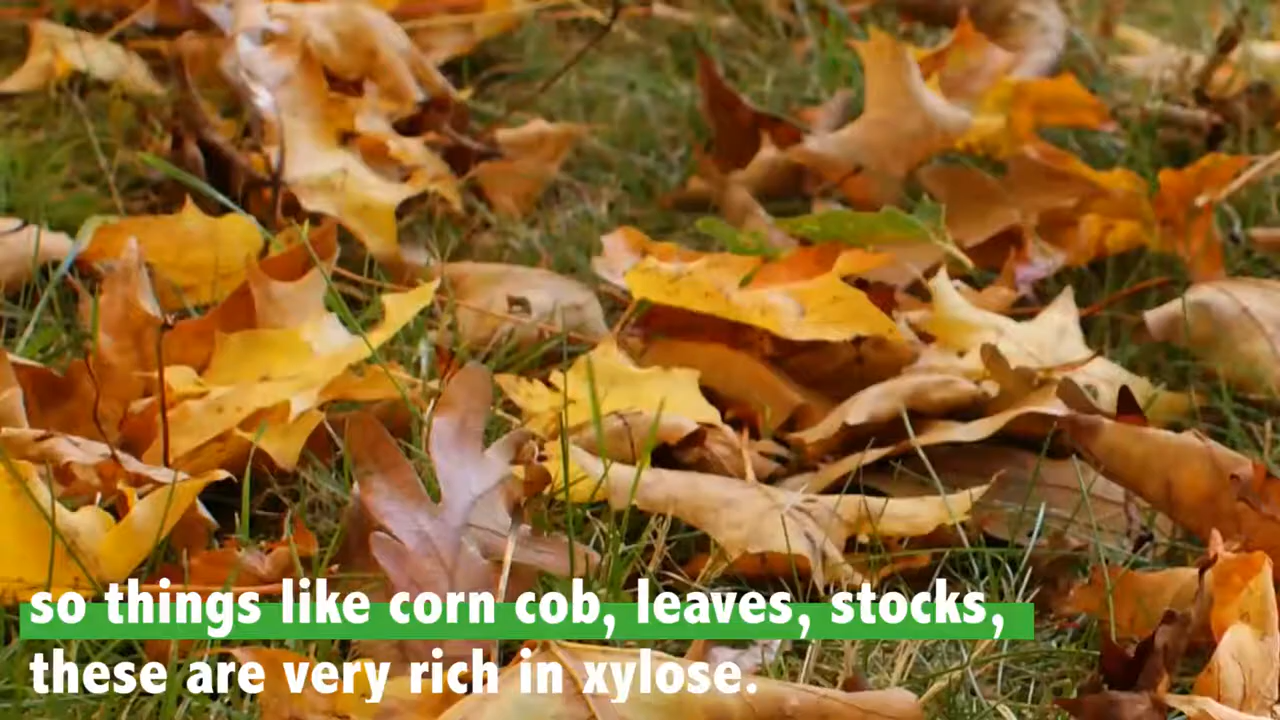 so things like corn cob, leaves, stocks,
these are very rich in xylose.